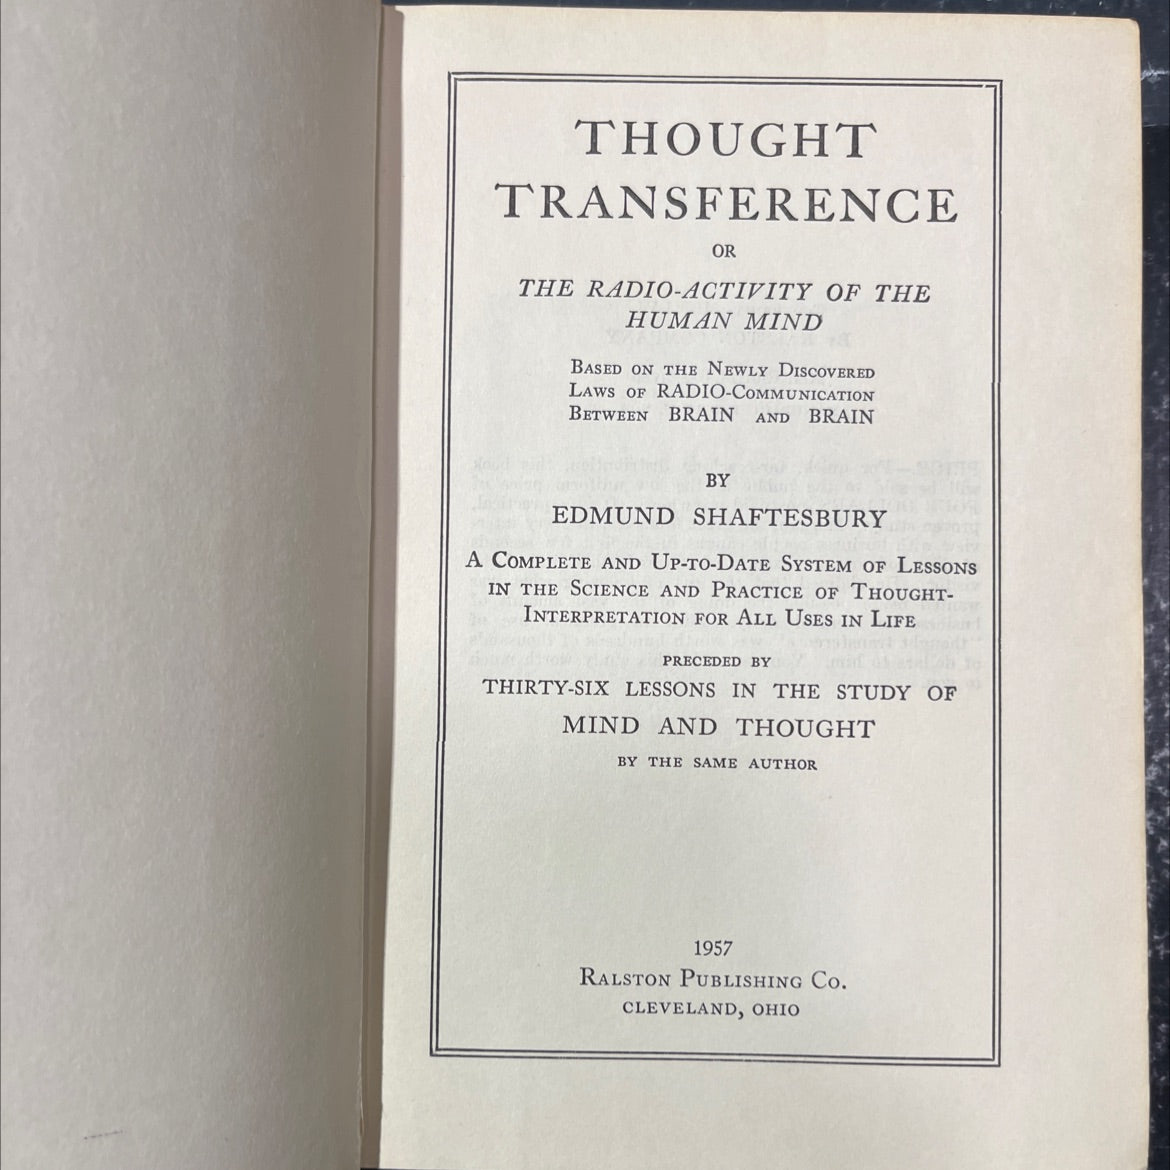 THOUGHT
TRANSFERENCE
OR
THE RADIO-ACTIVITY OF THE
HUMAN MIND
BASED ON THE NEWLY DISCOVERED
LAWS OF RADIO-COMMUNICATION
BETWEEN BRAIN AND BRAIN
BY
EDMUND SHAFTESBURY
A COMPLETE AND UP-TO-DATE SYSTEM OF LESSONS
IN THE SCIENCE AND PRACTICE OF THOUGHT-
INTERPRETATION FOR ALL USES IN LIFE
PRECEDED BY
THIRTY-SIX LESSONS IN THE STUDY OF
MIND AND THOUGHT
BY THE SAME AUTHOR
1957
RALSTON PUBLISHING CO.
CLEVELAND, OHIO